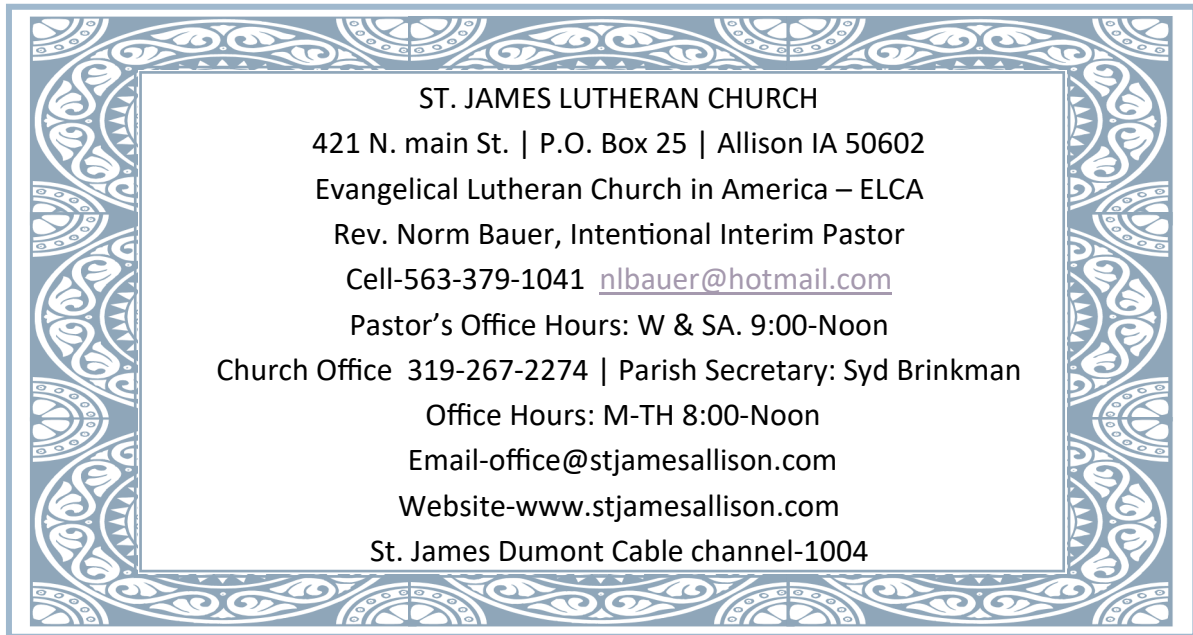 ST. JAMES LUTHERAN CHURCH
421 N. main St. | P.O. Box 25 | Allison IA 50602
Evangelical Lutheran Church in America – ELCA
Rev. Norm Bauer, Intentional Interim Pastor
Cell-563-379-1041  nlbauer@hotmail.com
Pastor’s Office Hours: W & SA. 9:00-Noon
Church Office  319-267-2274 | Parish Secretary: Syd Brinkman
Office Hours: M-TH 8:00-Noon
Email-office@stjamesallison.com
Website-www.stjamesallison.com
St. James Dumont Cable channel-1004